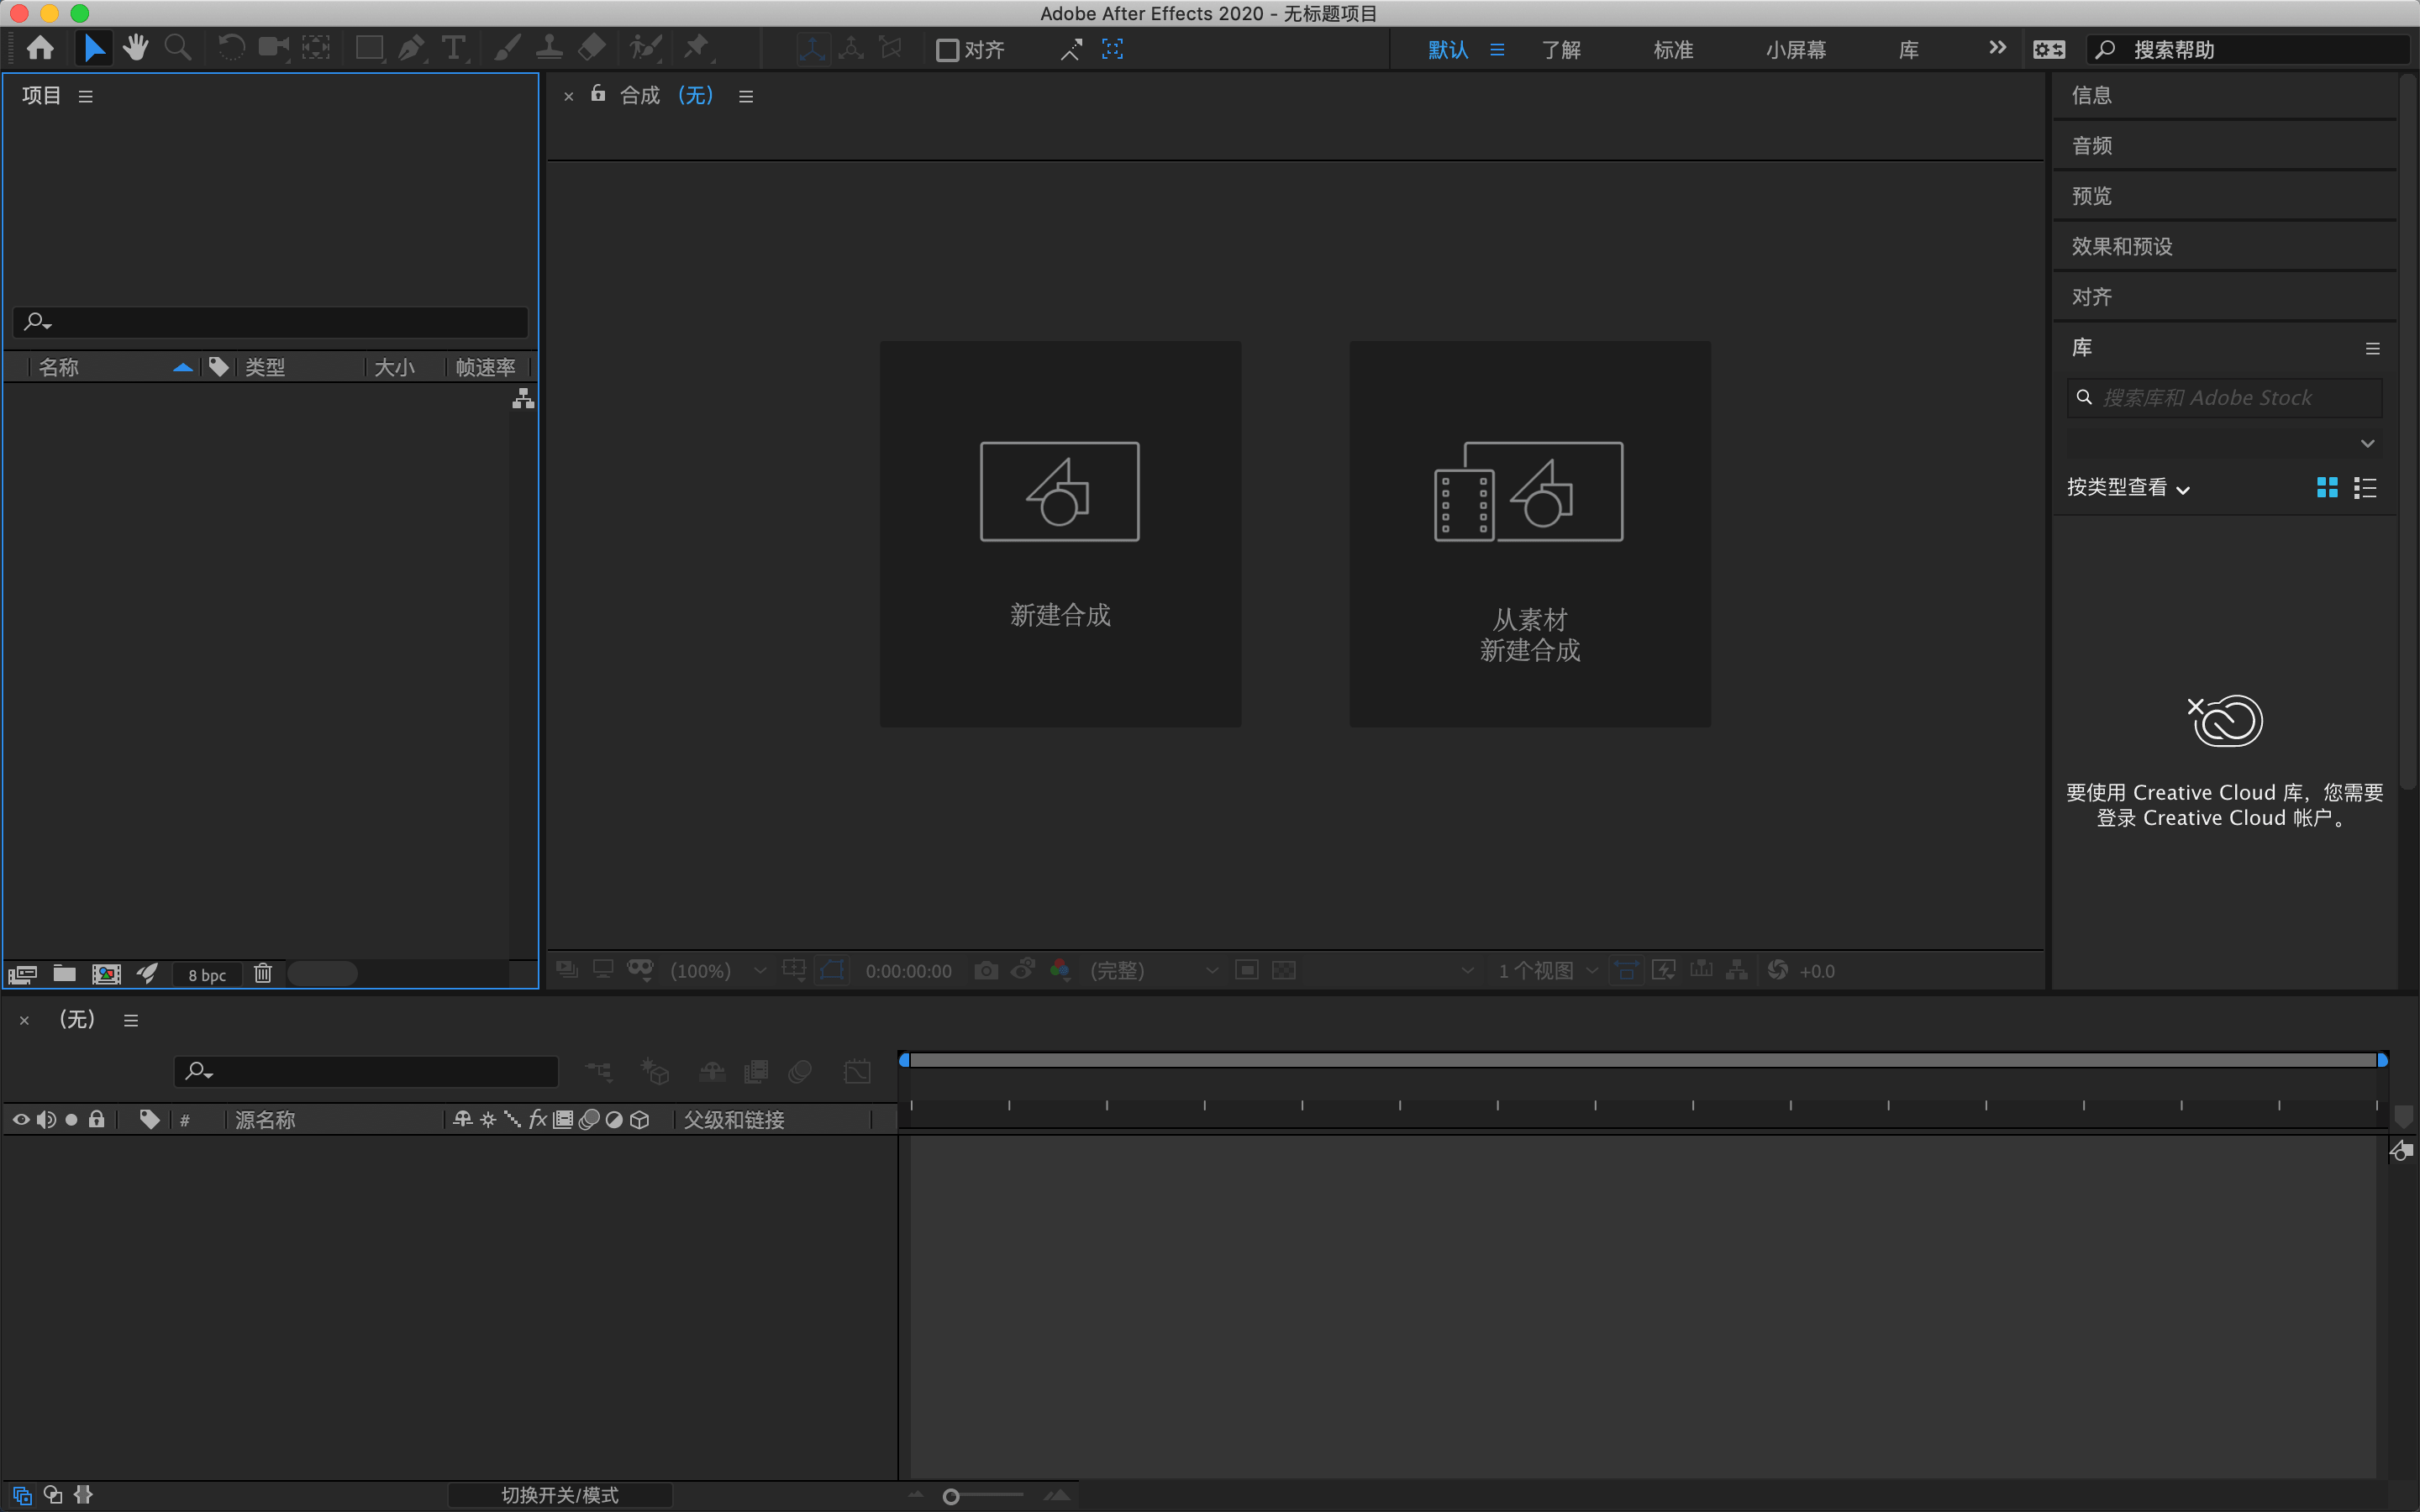 Adobe After Effects 2020 - 无标题项目
对齐
默认
了解
标准
小屏幕
库
搜索帮助
项目
名称
类型
大小
帧速率
8 bpc
合成 (无)
新建合成
从素材
新建合成
(100%)
0:00:00:00
(完整)
1 个视图
+0.0
信息
音频
预览
效果和预设
对齐
库
搜索库和 Adobe Stock
按类型查看
要使用 Creative Cloud 库，您需要
登录 Creative Cloud 帐户。
(无)
#
源名称
fx
父级和链接
切换开关/模式